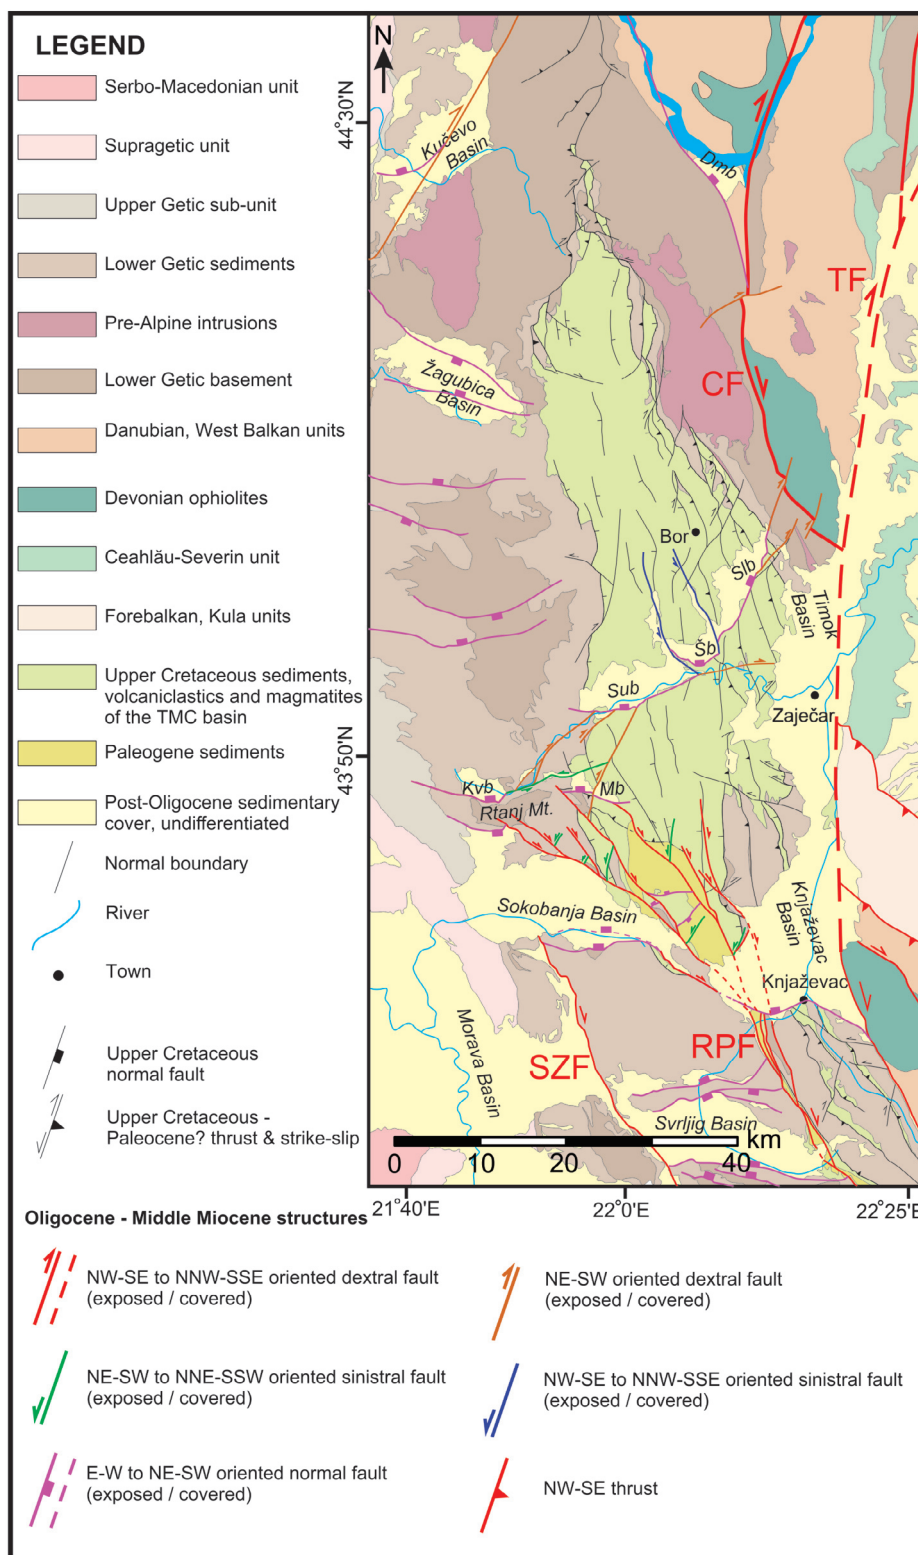 LEGEND
Serbo-Macedonian unit
Supragetic unit
Upper Getic sub-unit
Lower Getic sediments
Pre-Alpine intrusions
Lower Getic basement
Danubian, West Balkan units
Devonian ophiolites
Ceahlău-Severin unit
Forebalkan, Kula units
Upper Cretaceous sediments,
volcaniclastics and magmatites
of the TMC basin
Paleogene sediments
Post-Oligocene sedimentary
cover, undifferentiated
Normal boundary
River
Town
Upper Cretaceous
normal fault
Upper Cretaceous -
Paleocene? thrust & strike-slip
N
44°30'N
43°50'N
Kučevo
Basin
Dmb
TF
Žagubica
Basin
CF
Bor
Slb
Timok
Basin
Šb
Sub
Zaječar
Kvb
Mb
Rtanj Mt.
Sokobanja Basin
Knjaževac
Basin
Knjaževac
Morava Basin
SZF
RPF
Svrljig Basin
km
0
10
20
40
21°40'E
22°0'E
22°25'E
Oligocene - Middle Miocene structures
NW-SE to NNW-SSE oriented dextral fault
(exposed / covered)
NE-SW to NNE-SSW oriented sinistral fault
(exposed / covered)
E-W to NE-SW oriented normal fault
(exposed / covered)
NE-SW oriented dextral fault
(exposed / covered)
NW-SE to NNW-SSE oriented sinistral fault
(exposed / covered)
NW-SE thrust